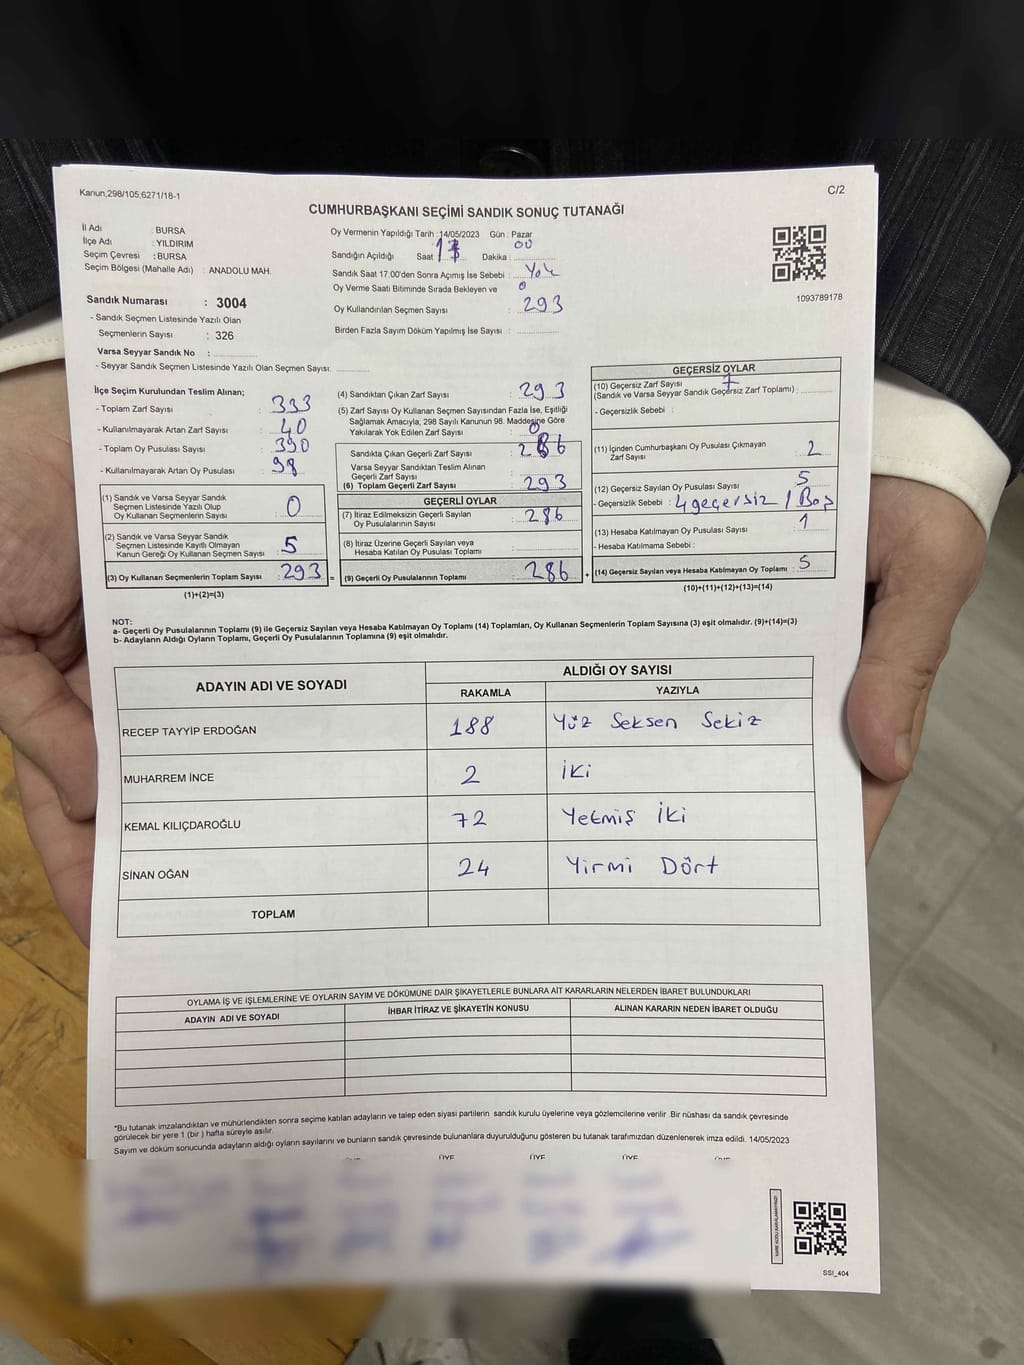 Kanun,298/105,6271/18-1
C/2
CUMHURBAŞKANI SEÇİMİ SANDIK SONUÇ TUTANAĞI
İl Adı : BURSA
İlçe Adı : YILDIRIM
Seçim Çevresi : BURSA
Seçim Bölgesi (Mahalle Adı) : ANADOLU MAH.
Sandık Numarası : 3004
- Sandık Seçmen Listesinde Yazılı Olan
Seçmenlerin Sayısı : 326
Varsa Seyyar Sandık No :
- Seyyar Sandık Seçmen Listesinde Yazılı Olan Seçmen Sayısı:
Oy Vermenin Yapıldığı Tarih : 14/05/2023 Gün : Pazar
Sandığın Açıldığı Saat : 17 Dakika : 00
Sandık Saat 17:00'den Sonra Açımış İse Sebebi : Yok
Oy Verme Saati Bitiminde Sırada Bekleyen ve 0
Oy Kullandırılan Seçmen Sayısı : 293
Birden Fazla Sayım Döküm Yapılmış İse Sayısı :
1093789178
İlçe Seçim Kurulundan Teslim Alınan;
- Toplam Zarf Sayısı : 333
- Kullanılmayarak Artan Zarf Sayısı : 40
- Toplam Oy Pusulası Sayısı : 390
- Kullanılmayarak Artan Oy Pusulası : 98
(1) Sandık ve Varsa Seyyar Sandık
Seçmen Listesinde Yazılı Olup
Oy Kullanan Seçmenlerin Sayısı : 0
(2) Sandık ve Varsa Seyyar Sandık
Seçmen Listesinde Kayıtlı Olmayan
Kanun Gereği Oy Kullanan Seçmen Sayısı : 5
(3) Oy Kullanan Seçmenlerin Toplam Sayısı : 293 =
(1)+(2)=(3)
(4) Sandıktan Çıkan Zarf Sayısı : 293
(5) Zarf Sayısı Oy Kullanan Seçmen Sayısından Fazla İse, Eşitliği
Sağlamak Amacıyla, 298 Sayılı Kanunun 98. Maddesine Göre
Yakılarak Yok Edilen Zarf Sayısı : 0
Sandıkta Çıkan Geçerli Zarf Sayısı : 286
Varsa Seyyar Sandıktan Teslim Alınan
Geçerli Zarf Sayısı :
(6) Toplam Geçerli Zarf Sayısı : 293
GEÇERLİ OYLAR
(7) İtiraz Edilmeksizin Geçerli Sayılan
Oy Pusulasının Sayısı : 286
(8) İtiraz Üzerine Geçerli Sayılan veya
Hesaba Katılan Oy Pusulası Toplamı :
(9) Geçerli Oy Pusulalarının Toplamı : 286 +
GEÇERSİZ OYLAR
(10) Geçersiz Zarf Sayısı 7
(Sandık ve Varsa Seyyar Sandık Geçersiz Zarf Toplamı) :
- Geçersizlik Sebebi :
(11) İçinden Cumhurbaşkanı Oy Pusulası Çıkmayan
Zarf Sayısı : 2
(12) Geçersiz Sayılan Oy Pusulası Sayısı : 5
- Geçersizlik Sebebi : 4 geçersiz / Boş
(13) Hesaba Katılmayan Oy Pusulası Sayısı : 1
- Hesaba Katılmama Sebebi :
(14) Geçersiz Sayılan veya Hesaba Katılmayan Oy Toplamı : 5
(10)+(11)+(12)+(13)=(14)
NOT:
a- Geçerli Oy Pusulalarının Toplamı (9) ile Geçersiz Sayılan veya Hesaba Katılmayan Oy Toplamı (14) Toplamları, Oy Kullanan Seçmenlerin Toplam Sayısına (3) eşit olmalıdır. (9)+(14)=(3)
b- Adayların Aldığı Oyların Toplamı, Geçerli Oy Pusulalarının Toplamına (9) eşit olmalıdır.
ADAYIN ADI VE SOYADI
ALDIĞI OY SAYISI
RAKAMLA YAZIYLA
RECEP TAYYİP ERDOĞAN 188 Yüz Seksen Sekiz
MUHARREM İNCE 2 İki
KEMAL KILIÇDAROĞLU 72 Yetmiş İki
SİNAN OĞAN 24 Yirmi Dört
TOPLAM
OYLAMA İŞ VE İŞLEMLERİNE VE OYLARIN SAYIM VE DÖKÜMÜNE DAİR ŞİKAYETLERLE BUNLARA AİT KARARLARIN NELERDEN İBARET BULUNDUKLARI
ADAYIN ADI VE SOYADI İHBAR İTİRAZ VE ŞİKAYETİN KONUSU ALINAN KARARIN NEDEN İBARET OLDUĞU
*Bu tutanak imzalandıktan ve mühürlendikten sonra seçime katılan adayların ve talep eden siyasi partilerin sandık kurulu üyelerine veya gözlemcilerine verilir .Bir nüshası da sandık çevresinde
görülecek bir yere 1 (bir ) hafta süreyle asılır.
Sayım ve döküm sonucunda adayların aldığı oyların sayılarını ve bunların sandık çevresinde bulunanlara duyurulduğunu gösteren bu tutanak tarafımızdan düzenlenerek imza edildi. 14/05/2023
ÜYE ÜYE ÜYE
SSI_404